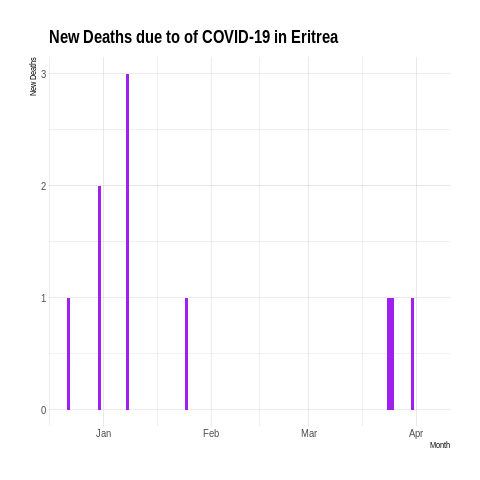 New Deaths due to of COVID-19 in Eritrea
New Deaths
3
2
1
0
Jan Feb Mar Apr
Month